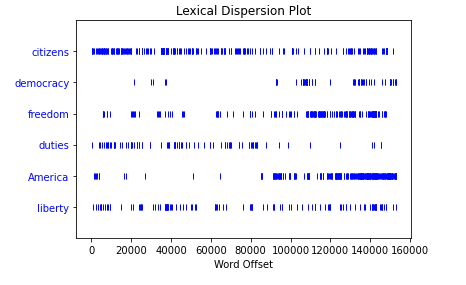 Lexical Dispersion Plot
citizens
democracy
freedom
duties
America
liberty
0 20000 40000 60000 80000 100000 120000 140000 160000
Word Offset